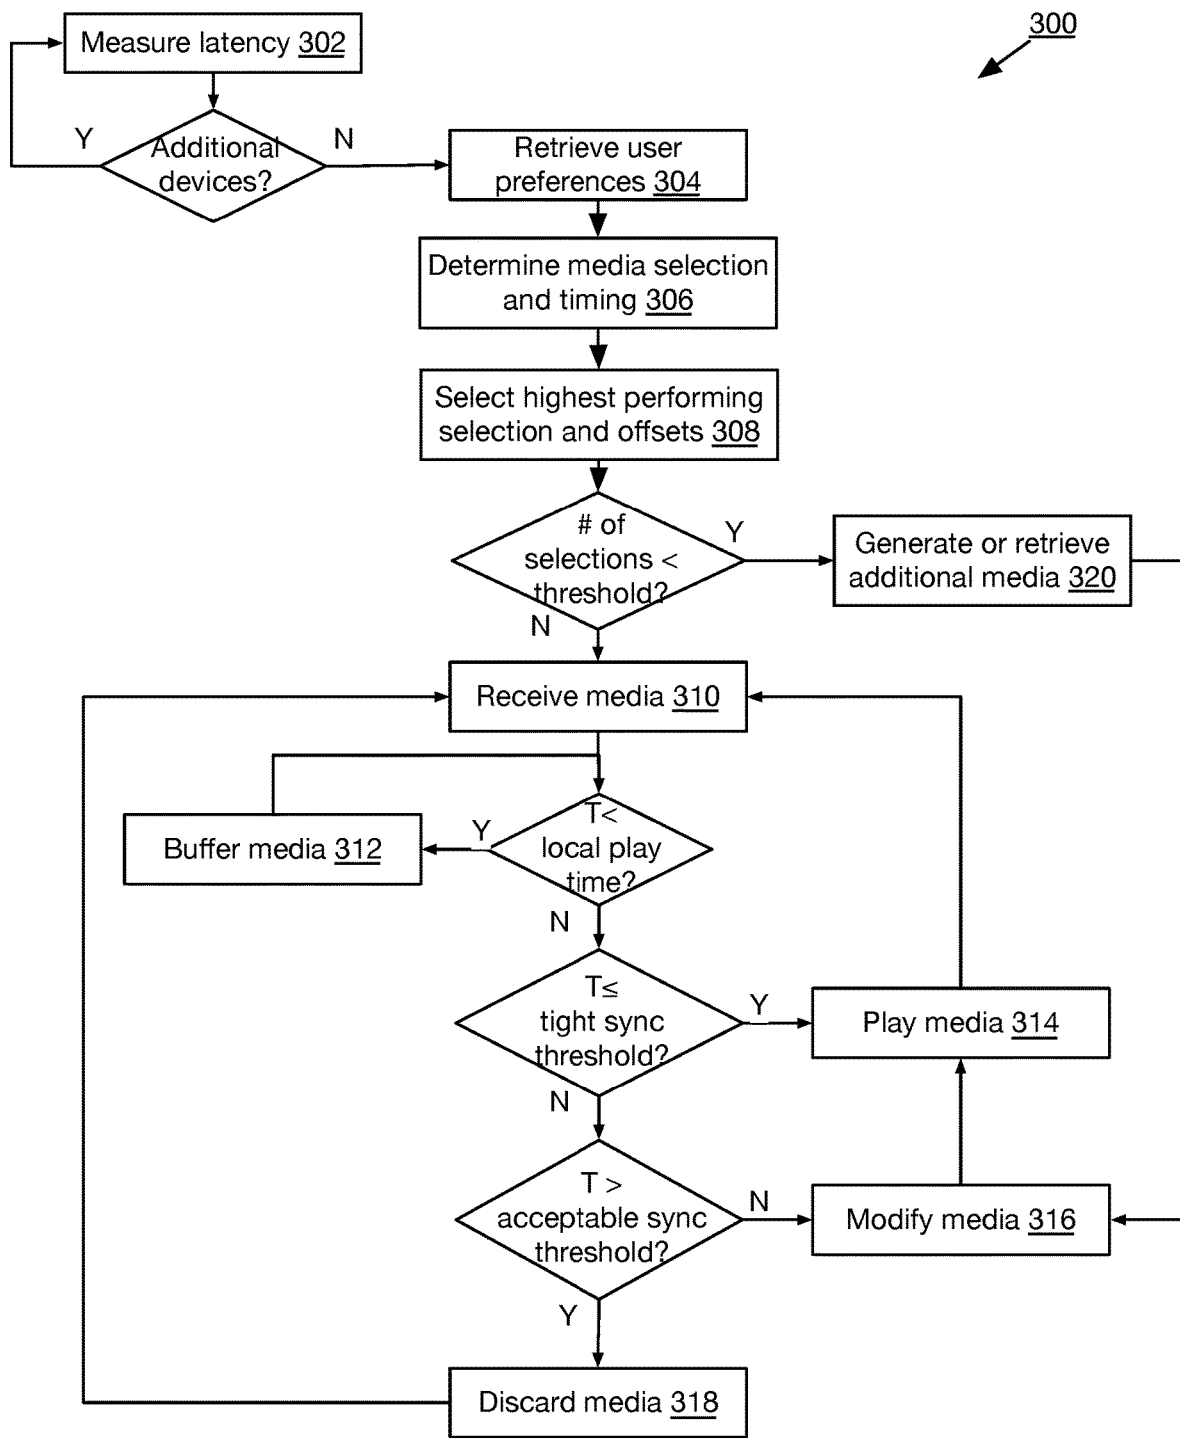 300
Measure latency 302
Y
Additional
devices?
N
Retrieve user
preferences 304
Determine media selection
and timing 306
Select highest performing
selection and offsets 308
# of
selections <
threshold?
Y
Generate or retrieve
additional media 320
N
Receive media 310
T<
local play
time?
Y
Buffer media 312
N
T≤
tight sync
threshold?
Y
Play media 314
N
T >
acceptable sync
threshold?
N
Modify media 316
Y
Discard media 318